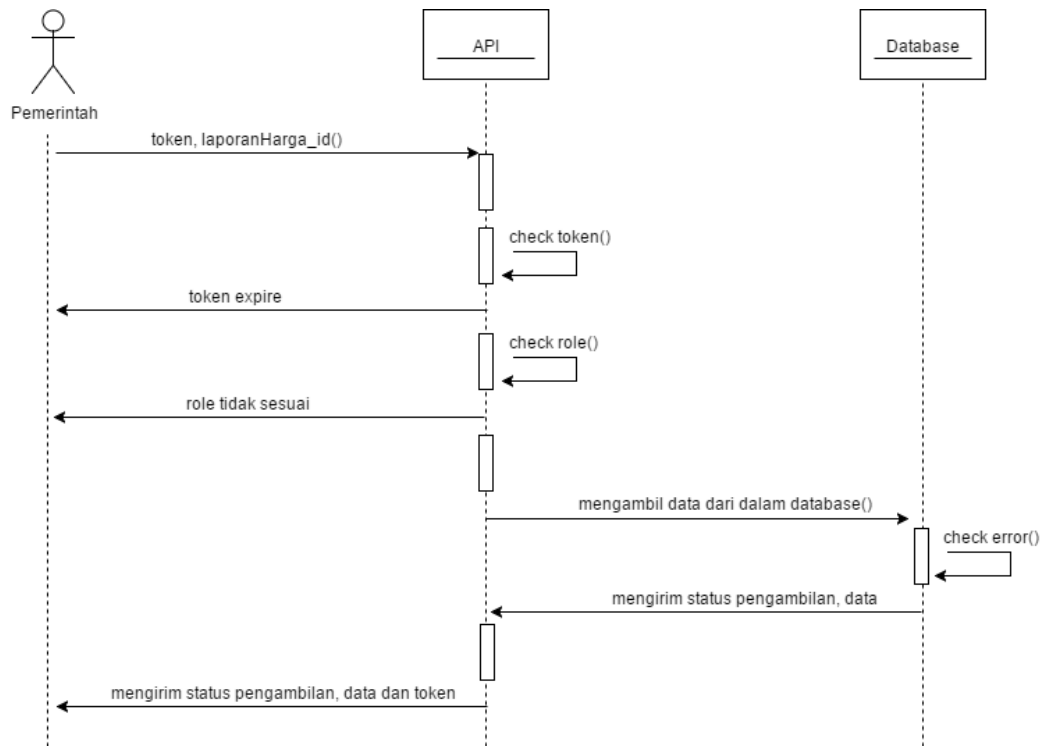 API
Database
Pemerintah
token, laporanHarga_id()
check token()
token expire
check role()
role tidak sesuai
mengambil data dari dalam database()
check error()
mengirim status pengambilan, data
mengirim status pengambilan, data dan token